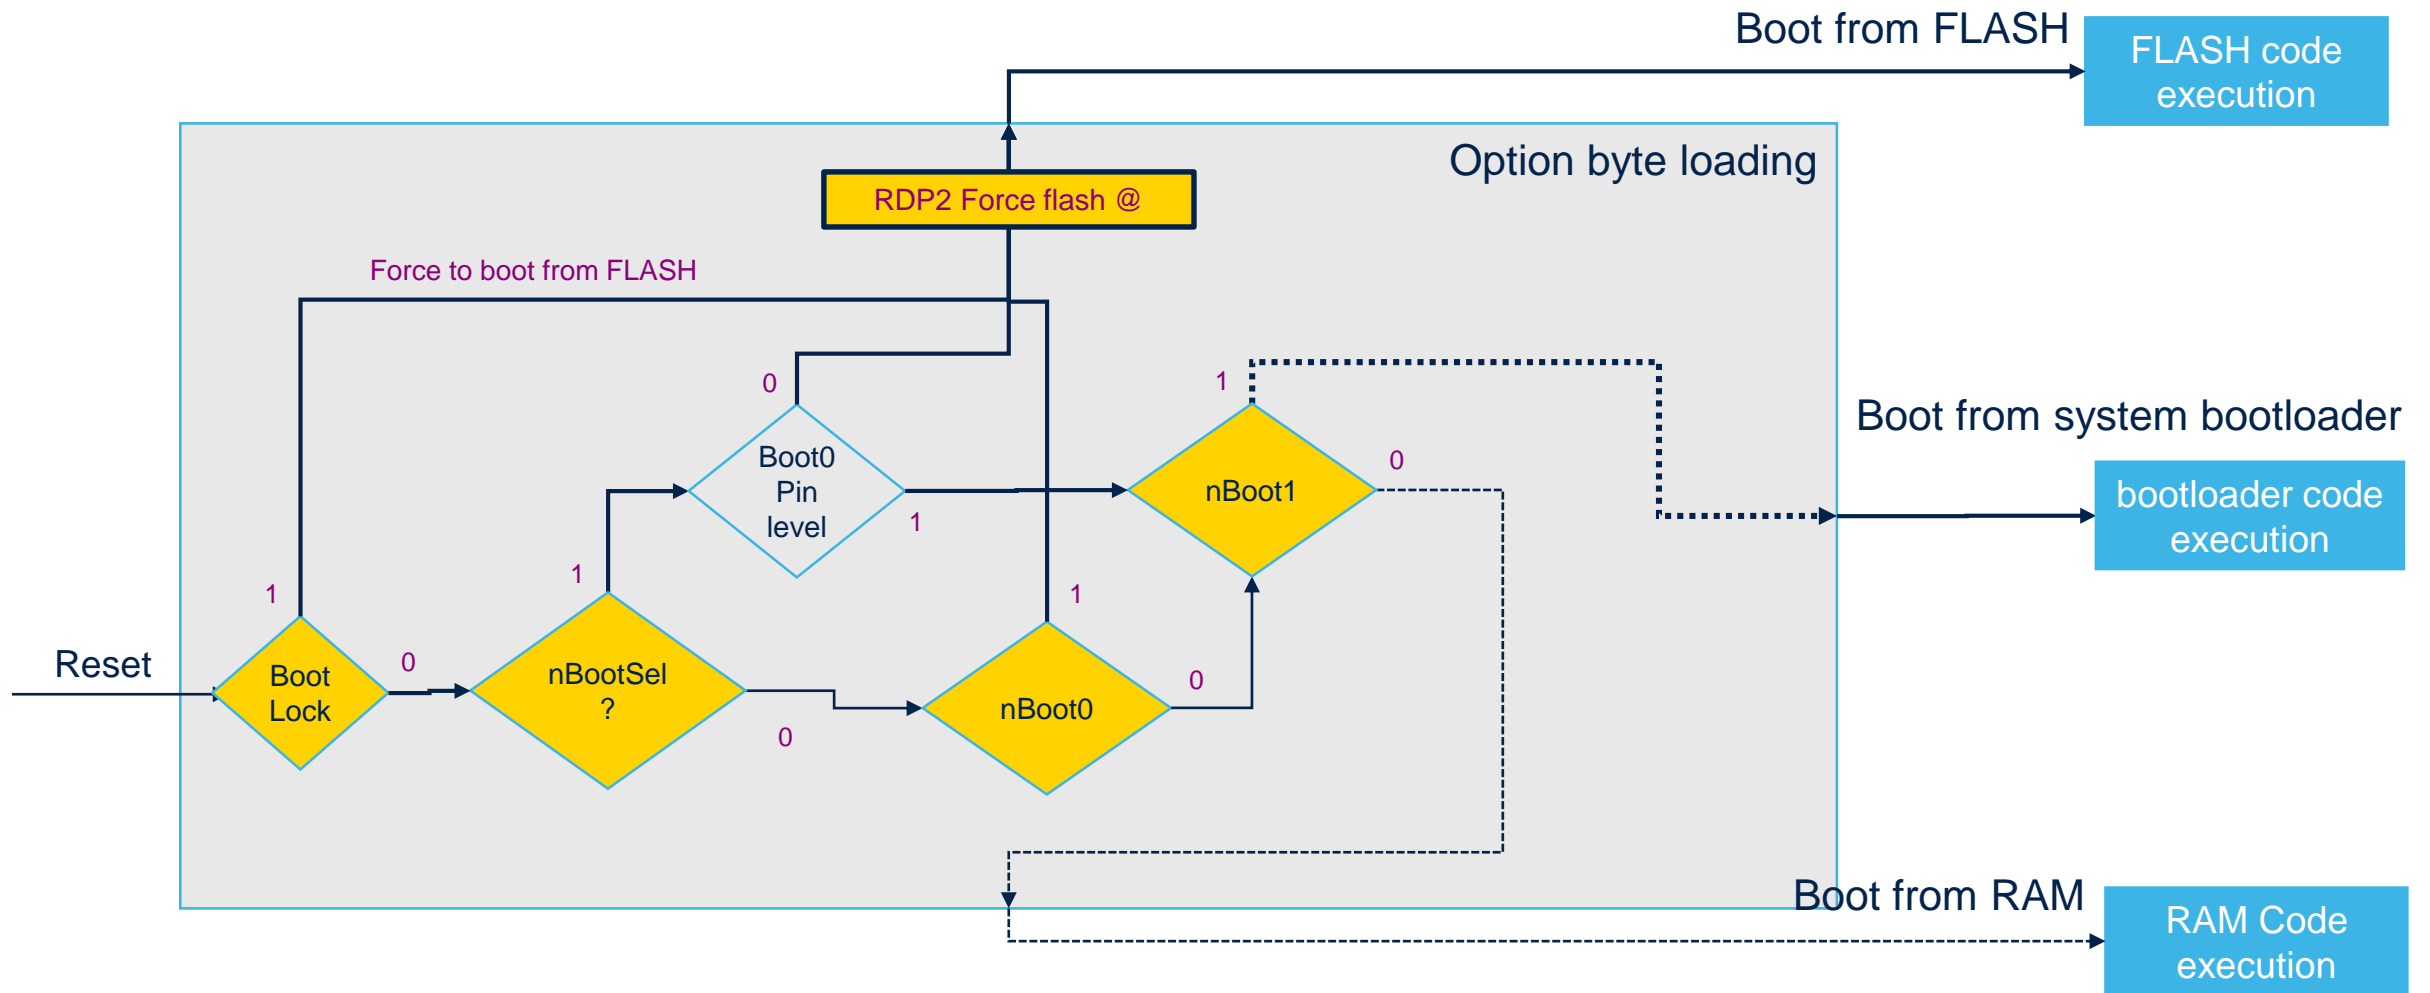 Boot from FLASH
FLASH code
execution
Option byte loading
RDP2 Force flash @
Force to boot from FLASH
0
1
Boot from system bootloader
Boot0
Pin
level
0
nBoot1
bootloader code
execution
1
1
1
1
Reset
0
nBootSel
?
Boot
Lock
0
nBoot0
0
Boot from RAM
RAM Code
execution